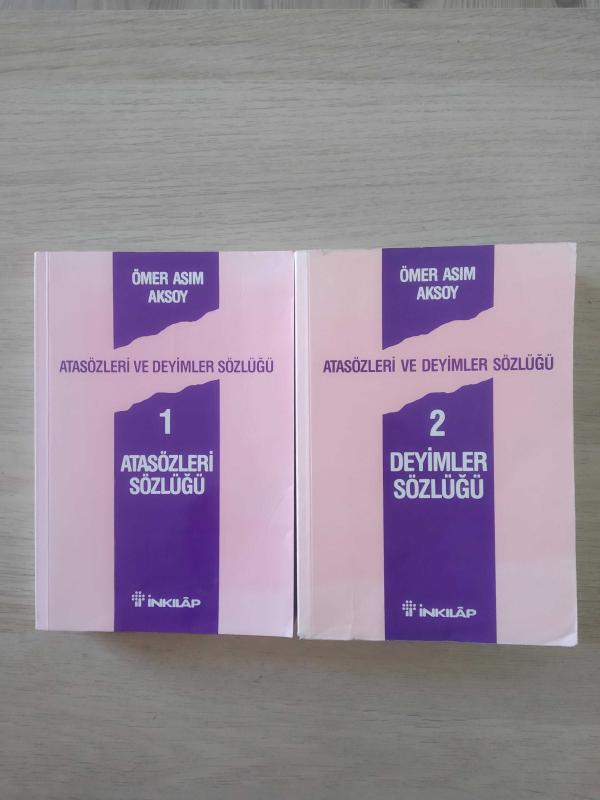 ÖMER ASIM
AKSOY
ATASÖZLERİ VE DEYİMLER SÖZLÜĞÜ
1
ATASÖZLERİ
SÖZLÜĞÜ
İNKILÂP
ÖMER ASIM
AKSOY
ATASÖZLERİ VE DEYİMLER SÖZLÜĞÜ
2
DEYİMLER
SÖZLÜĞÜ
İNKILÂP